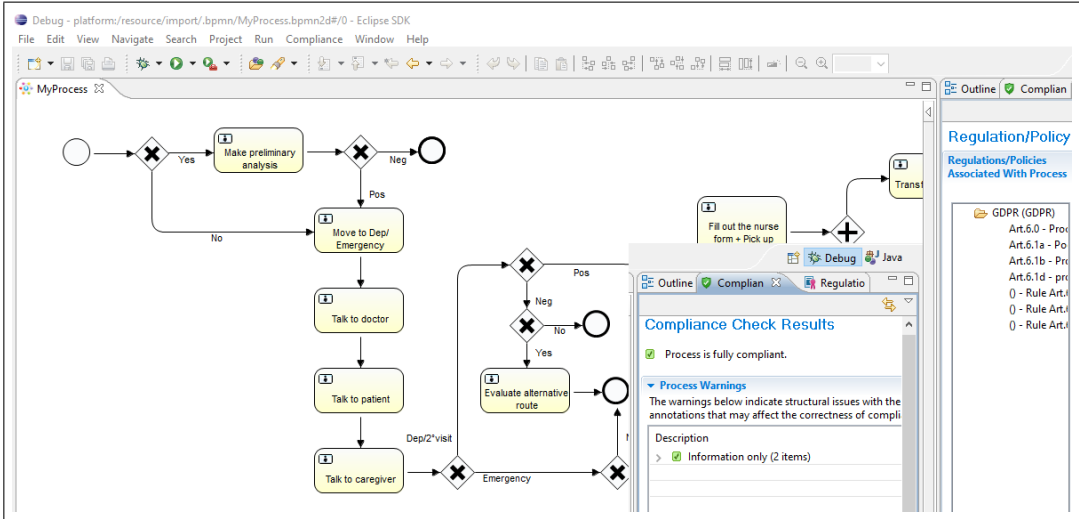 Debug - platform:/resource/import/.bpmn/MyProcess.bpmn2d#/0 - Eclipse SDK
File Edit View Navigate Search Project Run Compliance Window Help
MyProcess
Outline Complian
Yes
Make preliminary
analysis
Neg
Pos
No
Move to Dep/
Emergency
Talk to doctor
Talk to patient
Talk to caregiver
Dep/2*visit
Emergency
Pos
Neg
No
Yes
Evaluate alternative
route
Fill out the nurse
form + Pick up
Transf
Debug Java
Outline Complian Regulatio
Compliance Check Results
Process is fully compliant.
Process Warnings
The warnings below indicate structural issues with the
annotations that may affect the correctness of compli
Description
Information only (2 items)
Regulation/Policy
Regulations/Policies
Associated With Process
GDPR (GDPR)
Art.6.0 - Proc
Art.6.1a - Po
Art.6.1b - Pro
Art.6.1d - pro
() - Rule Art.
() - Rule Art.
() - Rule Art.